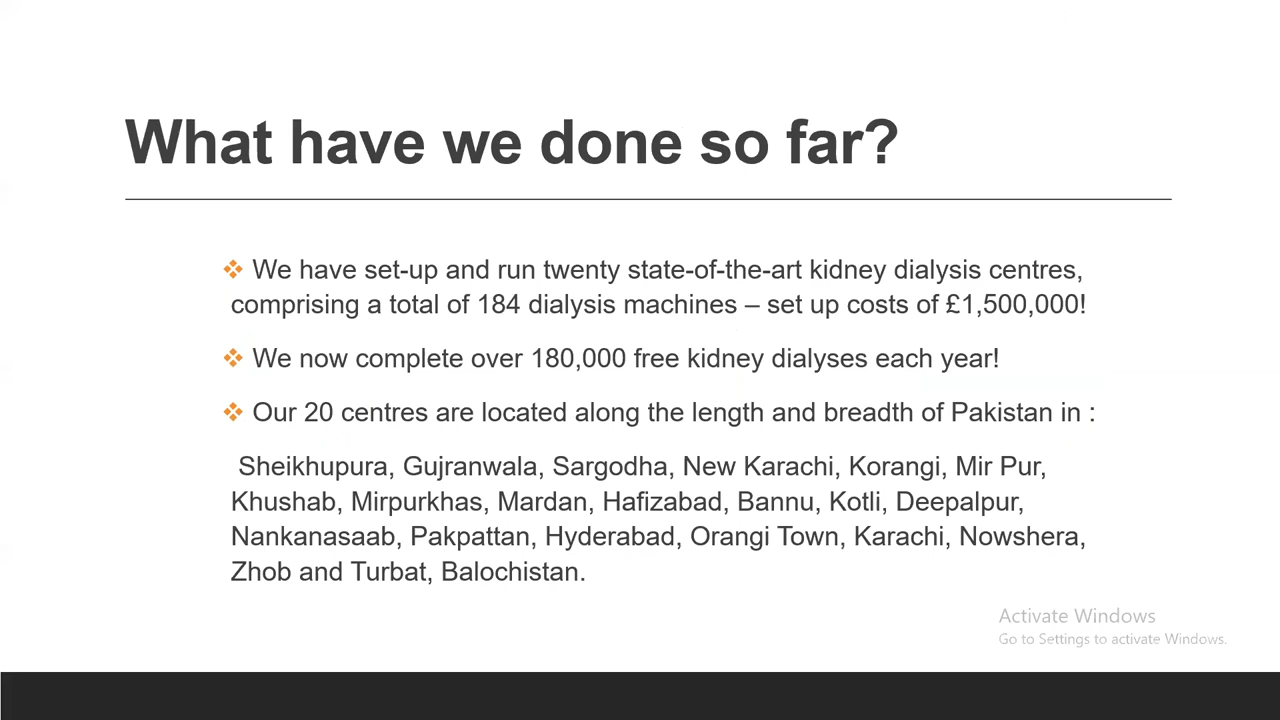 What have we done so far?
❖ We have set-up and run twenty state-of-the-art kidney dialysis centres,
comprising a total of 184 dialysis machines – set up costs of £1,500,000!
❖ We now complete over 180,000 free kidney dialyses each year!
❖ Our 20 centres are located along the length and breadth of Pakistan in :
Sheikhupura, Gujranwala, Sargodha, New Karachi, Korangi, Mir Pur,
Khushab, Mirpurkhas, Mardan, Hafizabad, Bannu, Kotli, Deepalpur,
Nankanasaab, Pakpattan, Hyderabad, Orangi Town, Karachi, Nowshera,
Zhob and Turbat, Balochistan.
Activate Windows
Go to Settings to activate Windows.